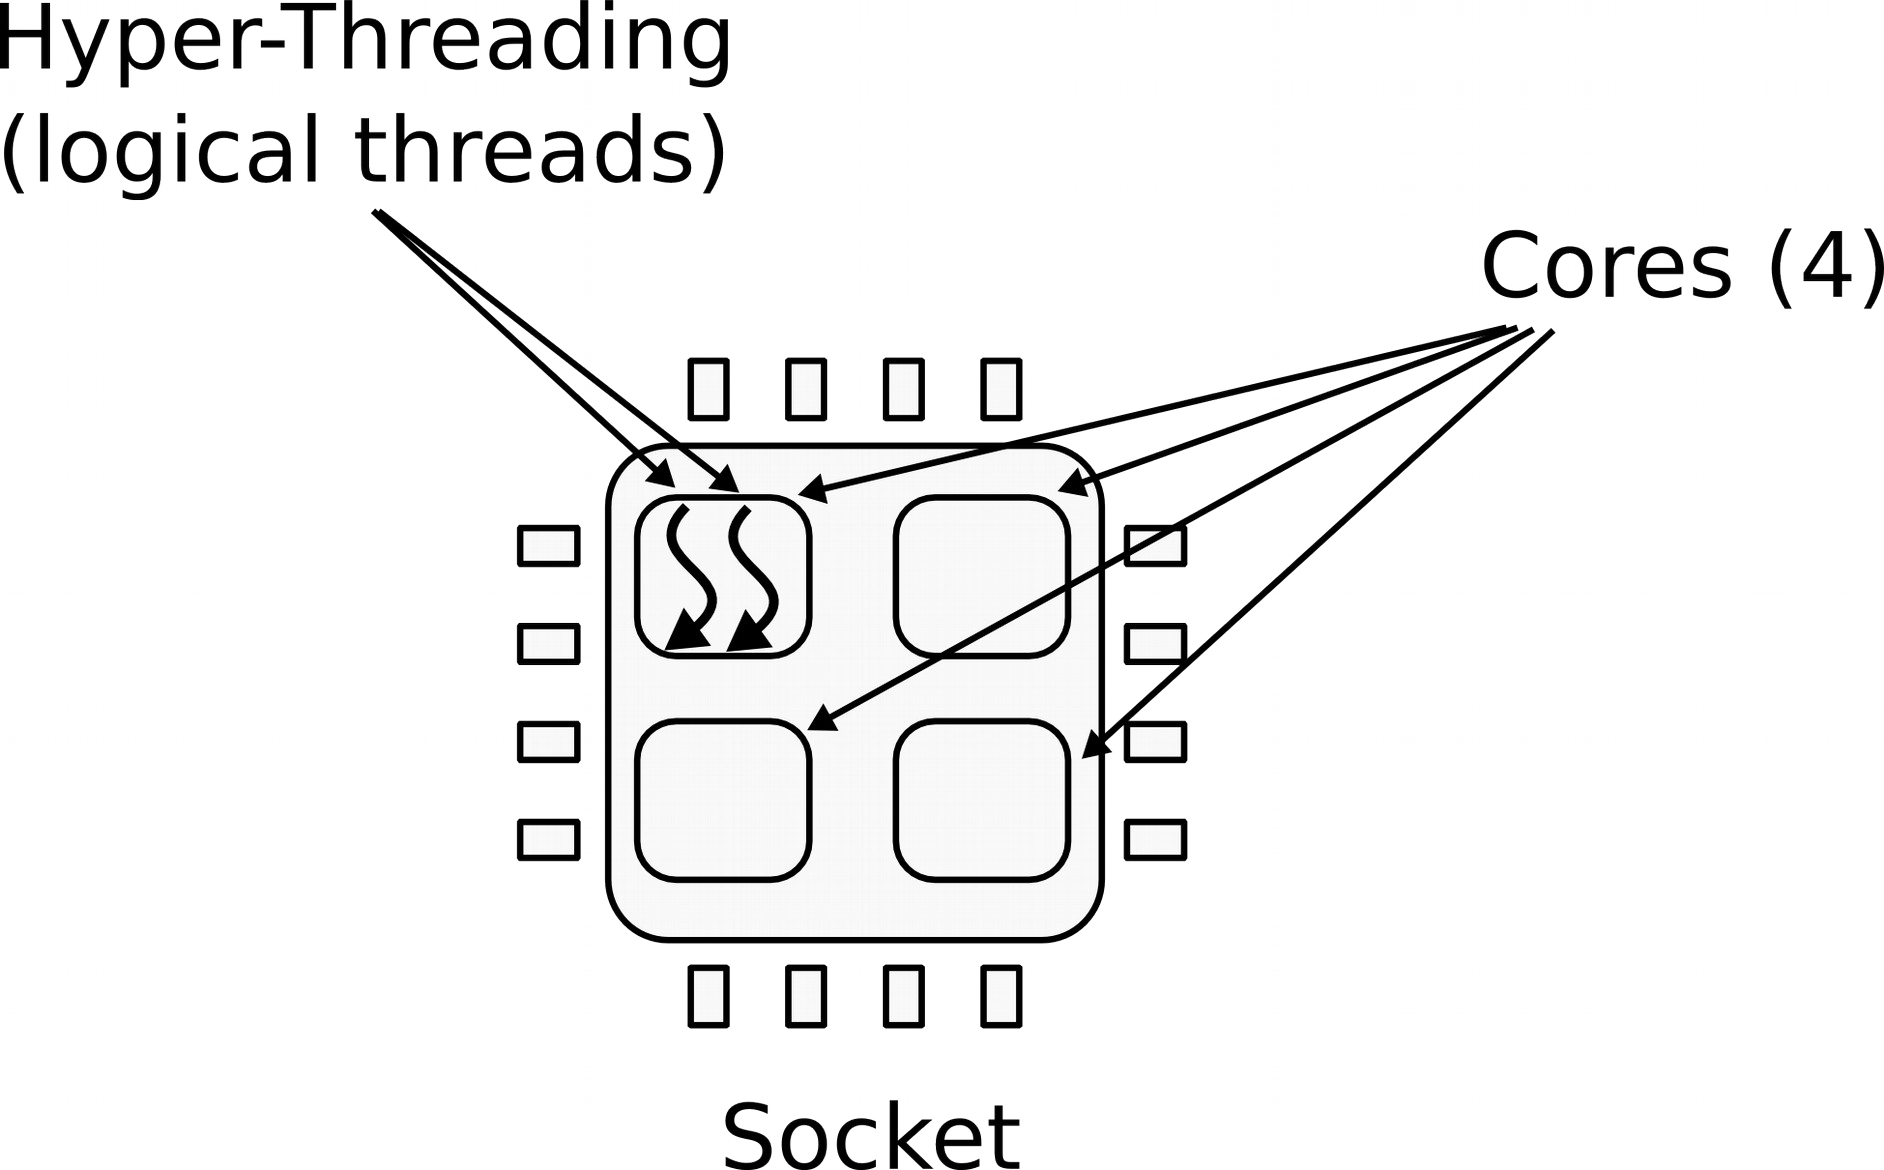 Hyper-Threading
(logical threads)
Cores (4)
Socket